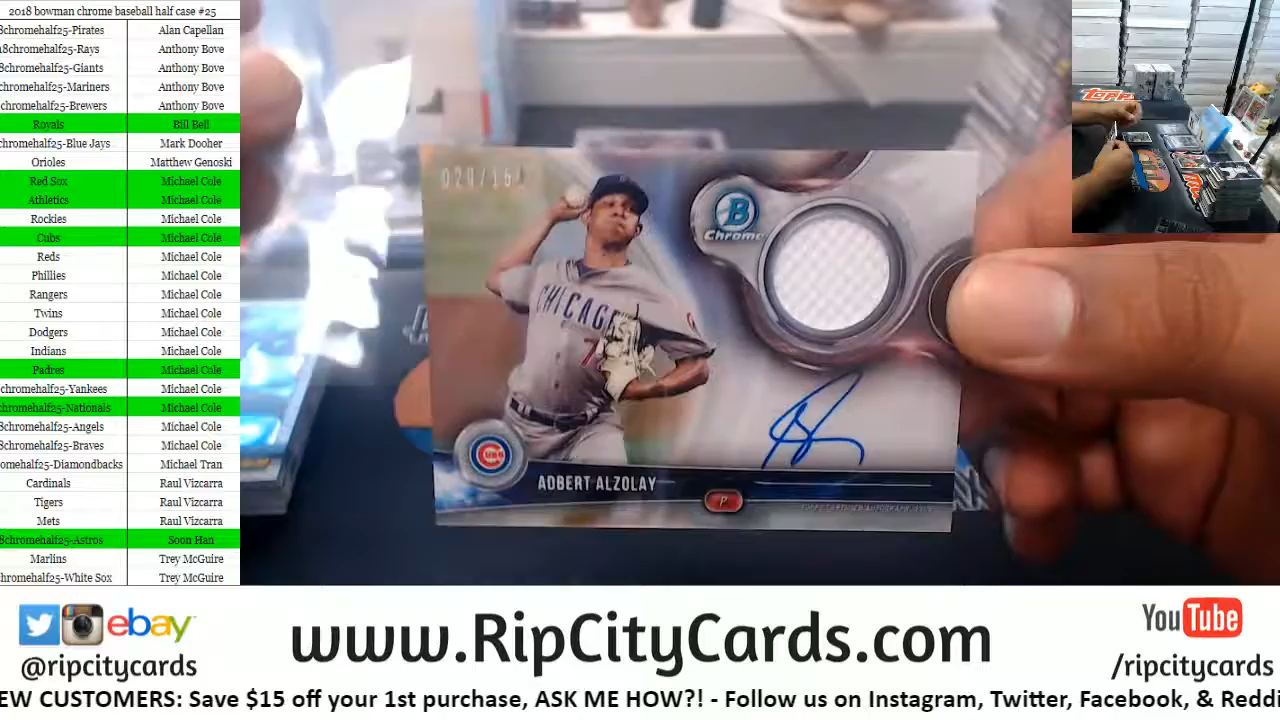 2018 bowman chrome baseball half case #25
8chromehalf25-Pirates Alan Capellan
a8chromehalf25-Rays Anthony Bove
8chromehalf25-Giants Anthony Bove
chromehalf25-Mariners Anthony Bove
chromehalf25-Brewers Anthony Bove
Royals Bill Bell
chromehalf25-Blue Jays Mark Dooher
Orioles Matthew Genoski
Red Sox Michael Cole
Athletics Michael Cole
Rockies Michael Cole
Cubs Michael Cole
Reds Michael Cole
Phillies Michael Cole
Rangers Michael Cole
Twins Michael Cole
Dodgers Michael Cole
Indians Michael Cole
Padres Michael Cole
chromehalf25-Yankees Michael Cole
hromehalf25-Nationals Michael Cole
8chromehalf25-Angels Michael Cole
8chromehalf25-Braves Michael Cole
omehalf25-Diamondbacks Michael Tran
Cardinals Raul Vizcarra
Tigers Raul Vizcarra
Mets Raul Vizcarra
8chromehalf25-Astros Soon Han
Marlins Trey McGuire
chromehalf25-White Sox Trey McGuire
B
Chrome
CHICAG
CUBS
ADBERT ALZOLAY
P
TOPPS
ebay
@ripcitycards
www.RipCityCards.com
YouTube
/ripcitycards
EW CUSTOMERS: Save $15 off your 1st purchase, ASK ME HOW?! - Follow us on Instagram, Twitter, Facebook, & Reddi